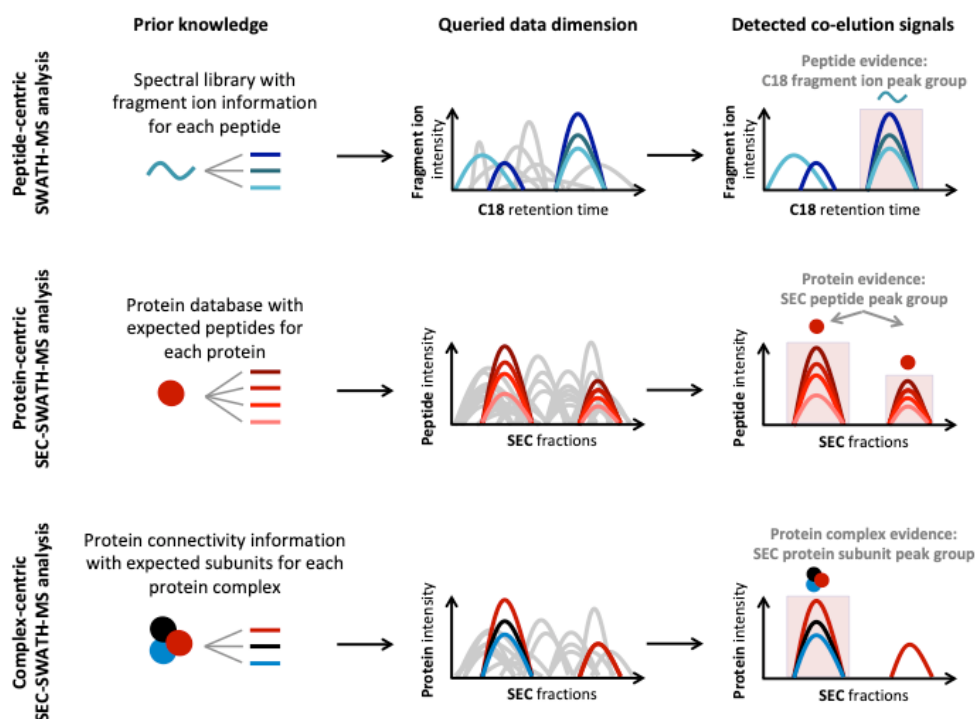 Prior knowledge
Queried data dimension
Detected co-elution signals
Peptide-centric
SWATH-MS analysis
Spectral library with
fragment ion information
for each peptide
Fragment ion
intensity
C18 retention time
Peptide evidence:
C18 fragment ion peak group
Fragment ion
intensity
C18 retention time
Protein-centric
SEC-SWATH-MS analysis
Protein database with
expected peptides for
each protein
Peptide intensity
SEC fractions
Protein evidence:
SEC peptide peak group
Peptide intensity
SEC fractions
Complex-centric
SEC-SWATH-MS analysis
Protein connectivity information
with expected subunits for each
protein complex
Protein intensity
SEC fractions
Protein complex evidence:
SEC protein subunit peak group
Protein intensity
SEC fractions